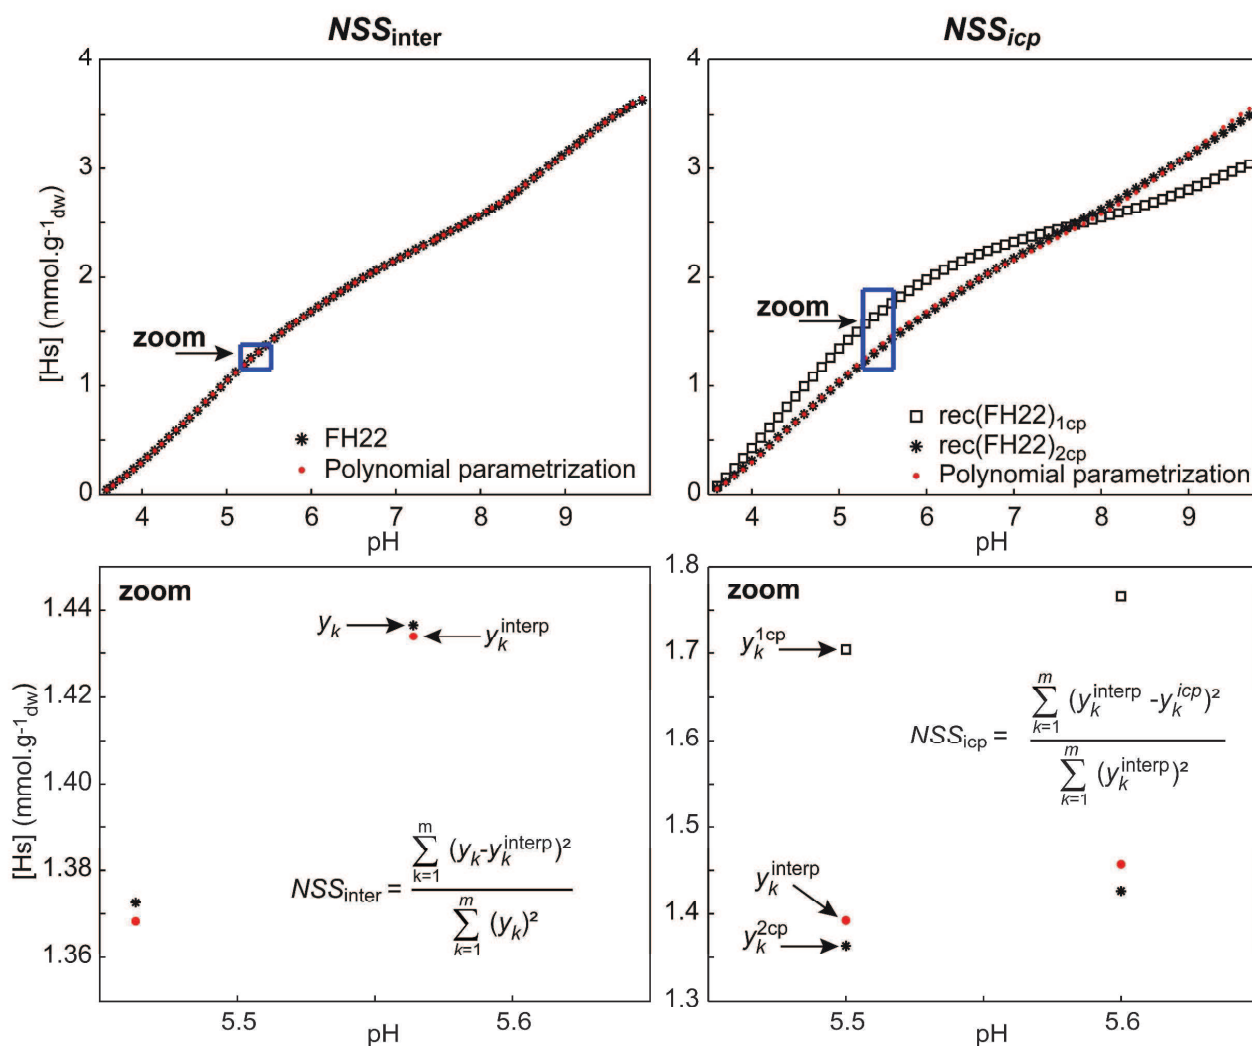 NSSinter
4
3
2
1
0
[Hs] (mmol.g-1dw)
zoom
FH22
Polynomial parametrization
4 5 6 7 8 9
pH
NSSicp
4
3
2
1
0
zoom
rec(FH22)1cp
rec(FH22)2cp
Polynomial parametrization
4 5 6 7 8 9
pH
zoom
1.44
1.42
1.40
1.38
1.36
[Hs] (mmol.g-1dw)
yk
ykinterp
NSSinter = m∑k=1 (yk-ykinterp)² / m∑k=1 (yk)²
5.5 5.6
pH
zoom
1.8
1.7
1.6
1.5
1.4
1.3
yk1cp
NSSicp = m∑k=1 (ykinterp -ykicp)² / m∑k=1 (ykinterp)²
ykinterp
yk2cp
5.5 5.6
pH